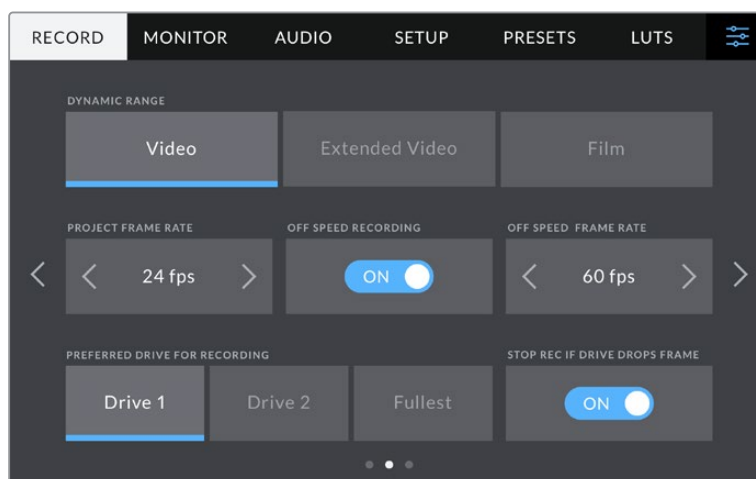 RECORD MONITOR AUDIO SETUP PRESETS LUTS
DYNAMIC RANGE
Video Extended Video Film
PROJECT FRAME RATE OFF SPEED RECORDING OFF SPEED FRAME RATE
24 fps ON 60 fps
PREFERRED DRIVE FOR RECORDING STOP REC IF DRIVE DROPS FRAME
Drive 1 Drive 2 Fullest ON